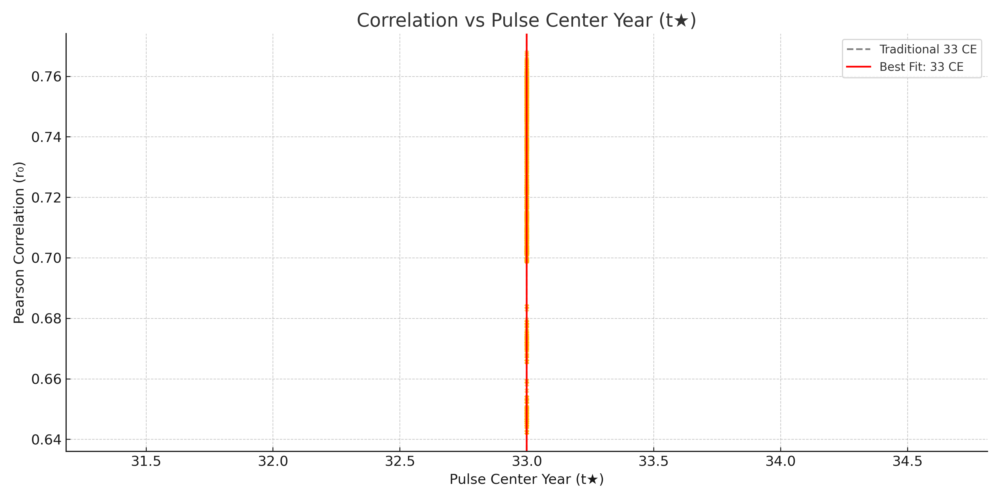 Correlation vs Pulse Center Year (t★)
Traditional 33 CE
Best Fit: 33 CE
Pearson Correlation (r₀)
0.76
0.74
0.72
0.70
0.68
0.66
0.64
31.5 32.0 32.5 33.0 33.5 34.0 34.5
Pulse Center Year (t★)